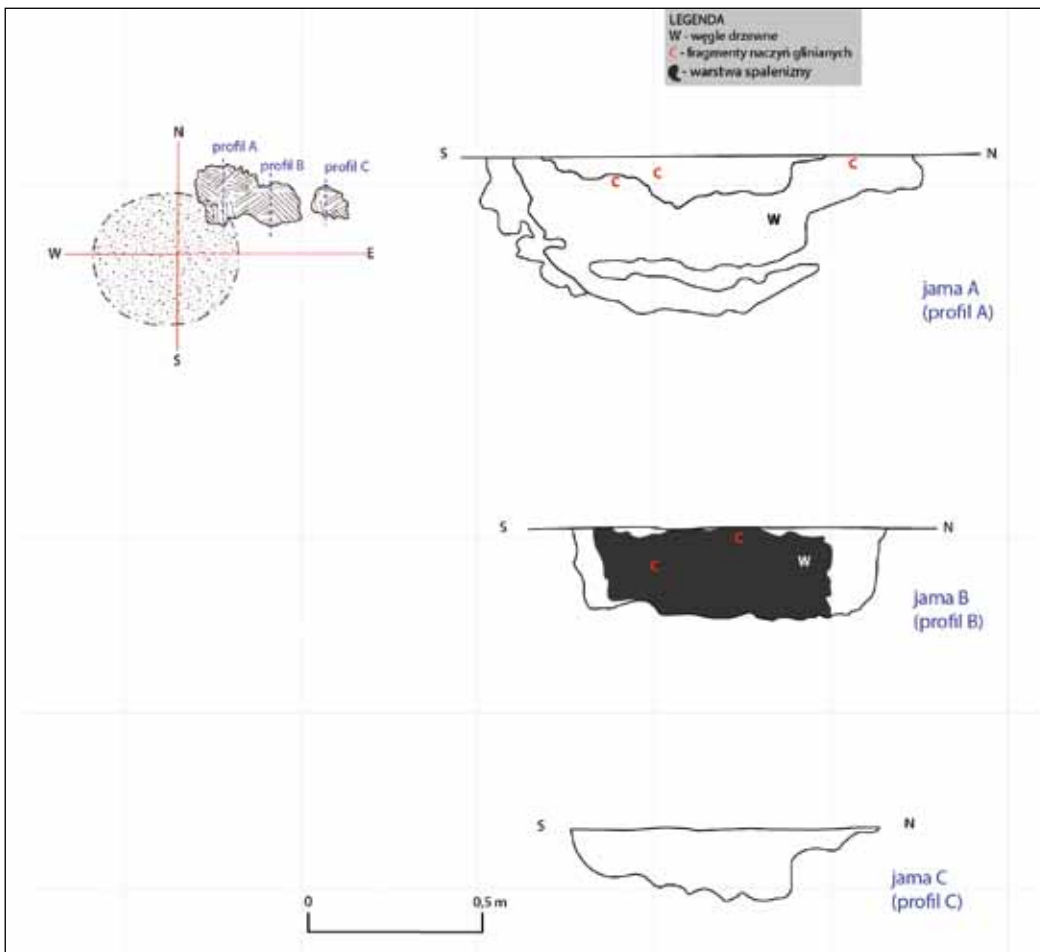 LEGENDA
W - węgle drzewne
C - fragmenty naczyń glinianych
- warstwa spalenizny
N
profil A
profil B
profil C
W
E
S
S
N
C
C
C
W
jama A
(profil A)
S
N
C
C
W
jama B
(profil B)
S
N
jama C
(profil C)
0
0,5 m